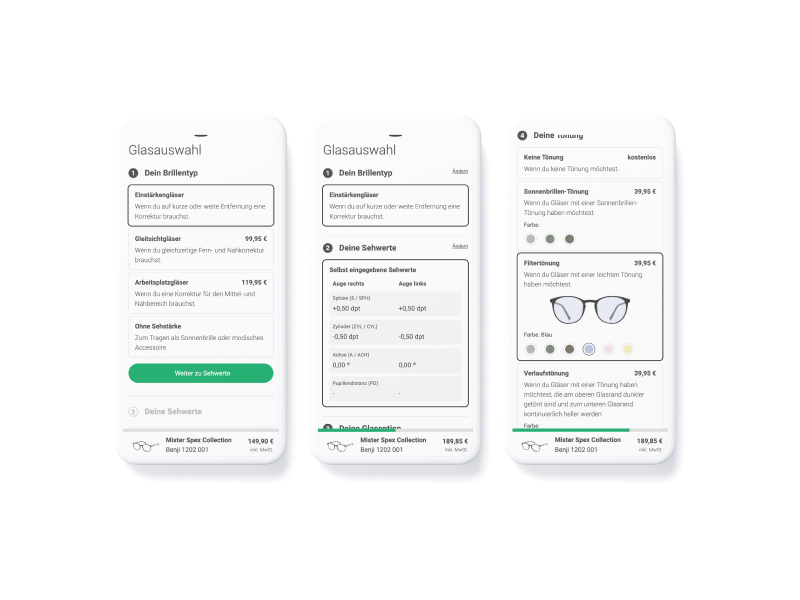 Glasauswahl
1 Dein Brillentyp
Einstärkengläser
Wenn du auf kurze oder weite Entfernung eine
Korrektur brauchst.
Gleitsichtgläser 99,95 €
Wenn du gleichzeitige Fern- und Nahkorrektur
brauchst.
Arbeitsplatzgläser 119,95 €
Wenn du eine Korrektur für den Mittel- und
Nahbereich brauchst.
Ohne Sehstärke
Zum Tragen als Sonnenbrille oder modisches
Accessoire.
Weiter zu Sehwerte
2 Deine Sehwerte
Mister Spex Collection 149,90 €
Benji 1202 001 inkl. MwSt.
Glasauswahl
1 Dein Brillentyp Ändern
Einstärkengläser
Wenn du auf kurze oder weite Entfernung eine
Korrektur brauchst.
2 Deine Sehwerte Ändern
Selbst eingegebene Sehwerte
Auge rechts Auge links
Sphäre (S / SPH)
+0,50 dpt +0,50 dpt
Zylinder (ZYL / CYL)
-0,50 dpt -0,50 dpt
Achse (A / ACH)
0,00 º 0,00 º
Pupillendistanz (PD)
- -
3 Deine Glasoption
Mister Spex Collection 189,85 €
Benji 1202 001 inkl. MwSt.
4 Deine Tönung
Keine Tönung kostenlos
Wenn du keine Tönung möchtest.
Sonnenbrillen-Tönung 39,95 €
Wenn du Gläser mit einer Sonnenbrillen-
Tönung haben möchtest.
Farbe:
Filtertönung 39,95 €
Wenn du Gläser mit einer leichten Tönung
haben möchtest.
Farbe: Blau
Verlaufstönung 39,95 €
Wenn du Gläser mit einer Tönung haben
möchtest, die am oberen Glasrand dunkler
getönt sind und zum unteren Glasrand
kontinuierlich heller werden.
Farbe:
Mister Spex Collection 189,85 €
Benji 1202 001 inkl. MwSt.